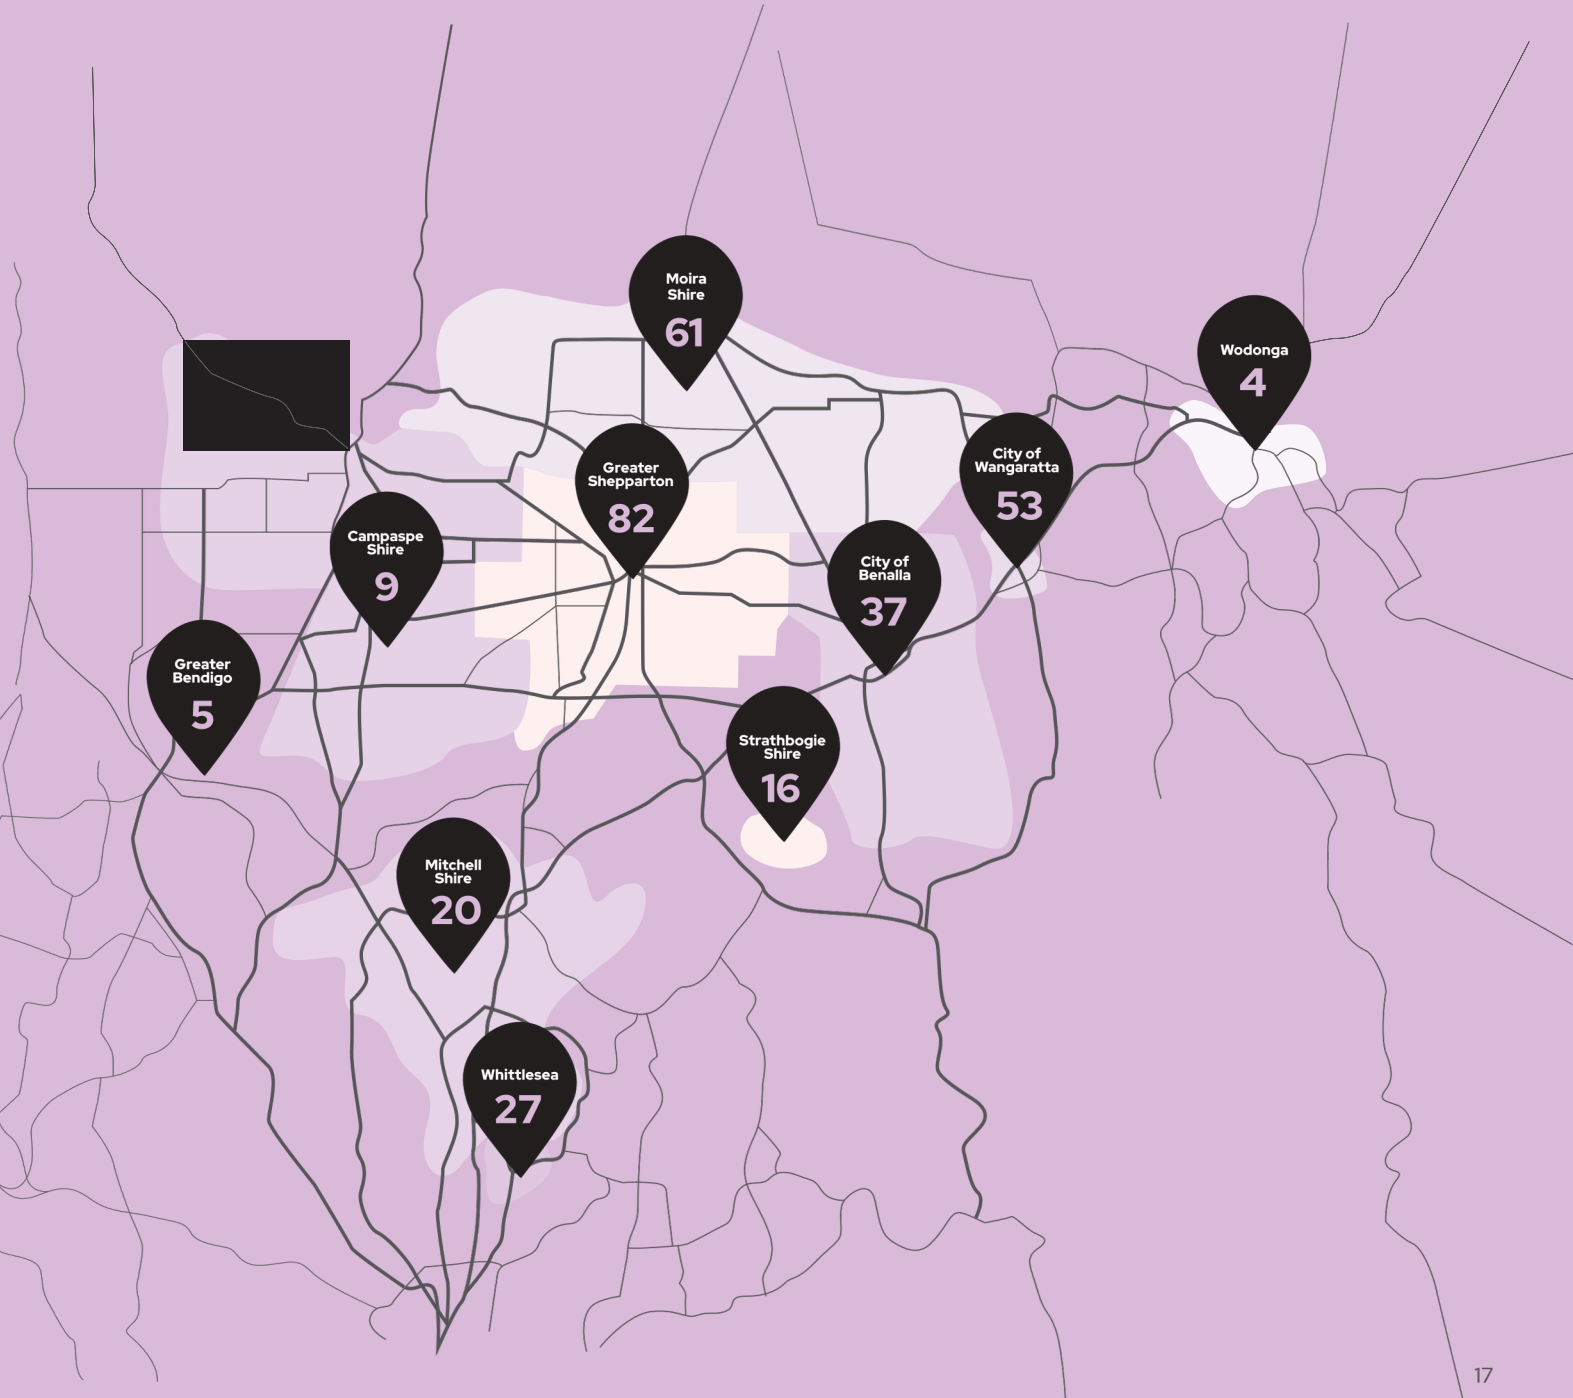 Moira
Shire
61
Wodonga
4
City of
Wangaratta
53
Greater
Shepparton
82
Campaspe
Shire
9
City of
Benalla
37
Greater
Bendigo
5
Strathbogie
Shire
16
Mitchell
Shire
20
Whittlesea
27
17